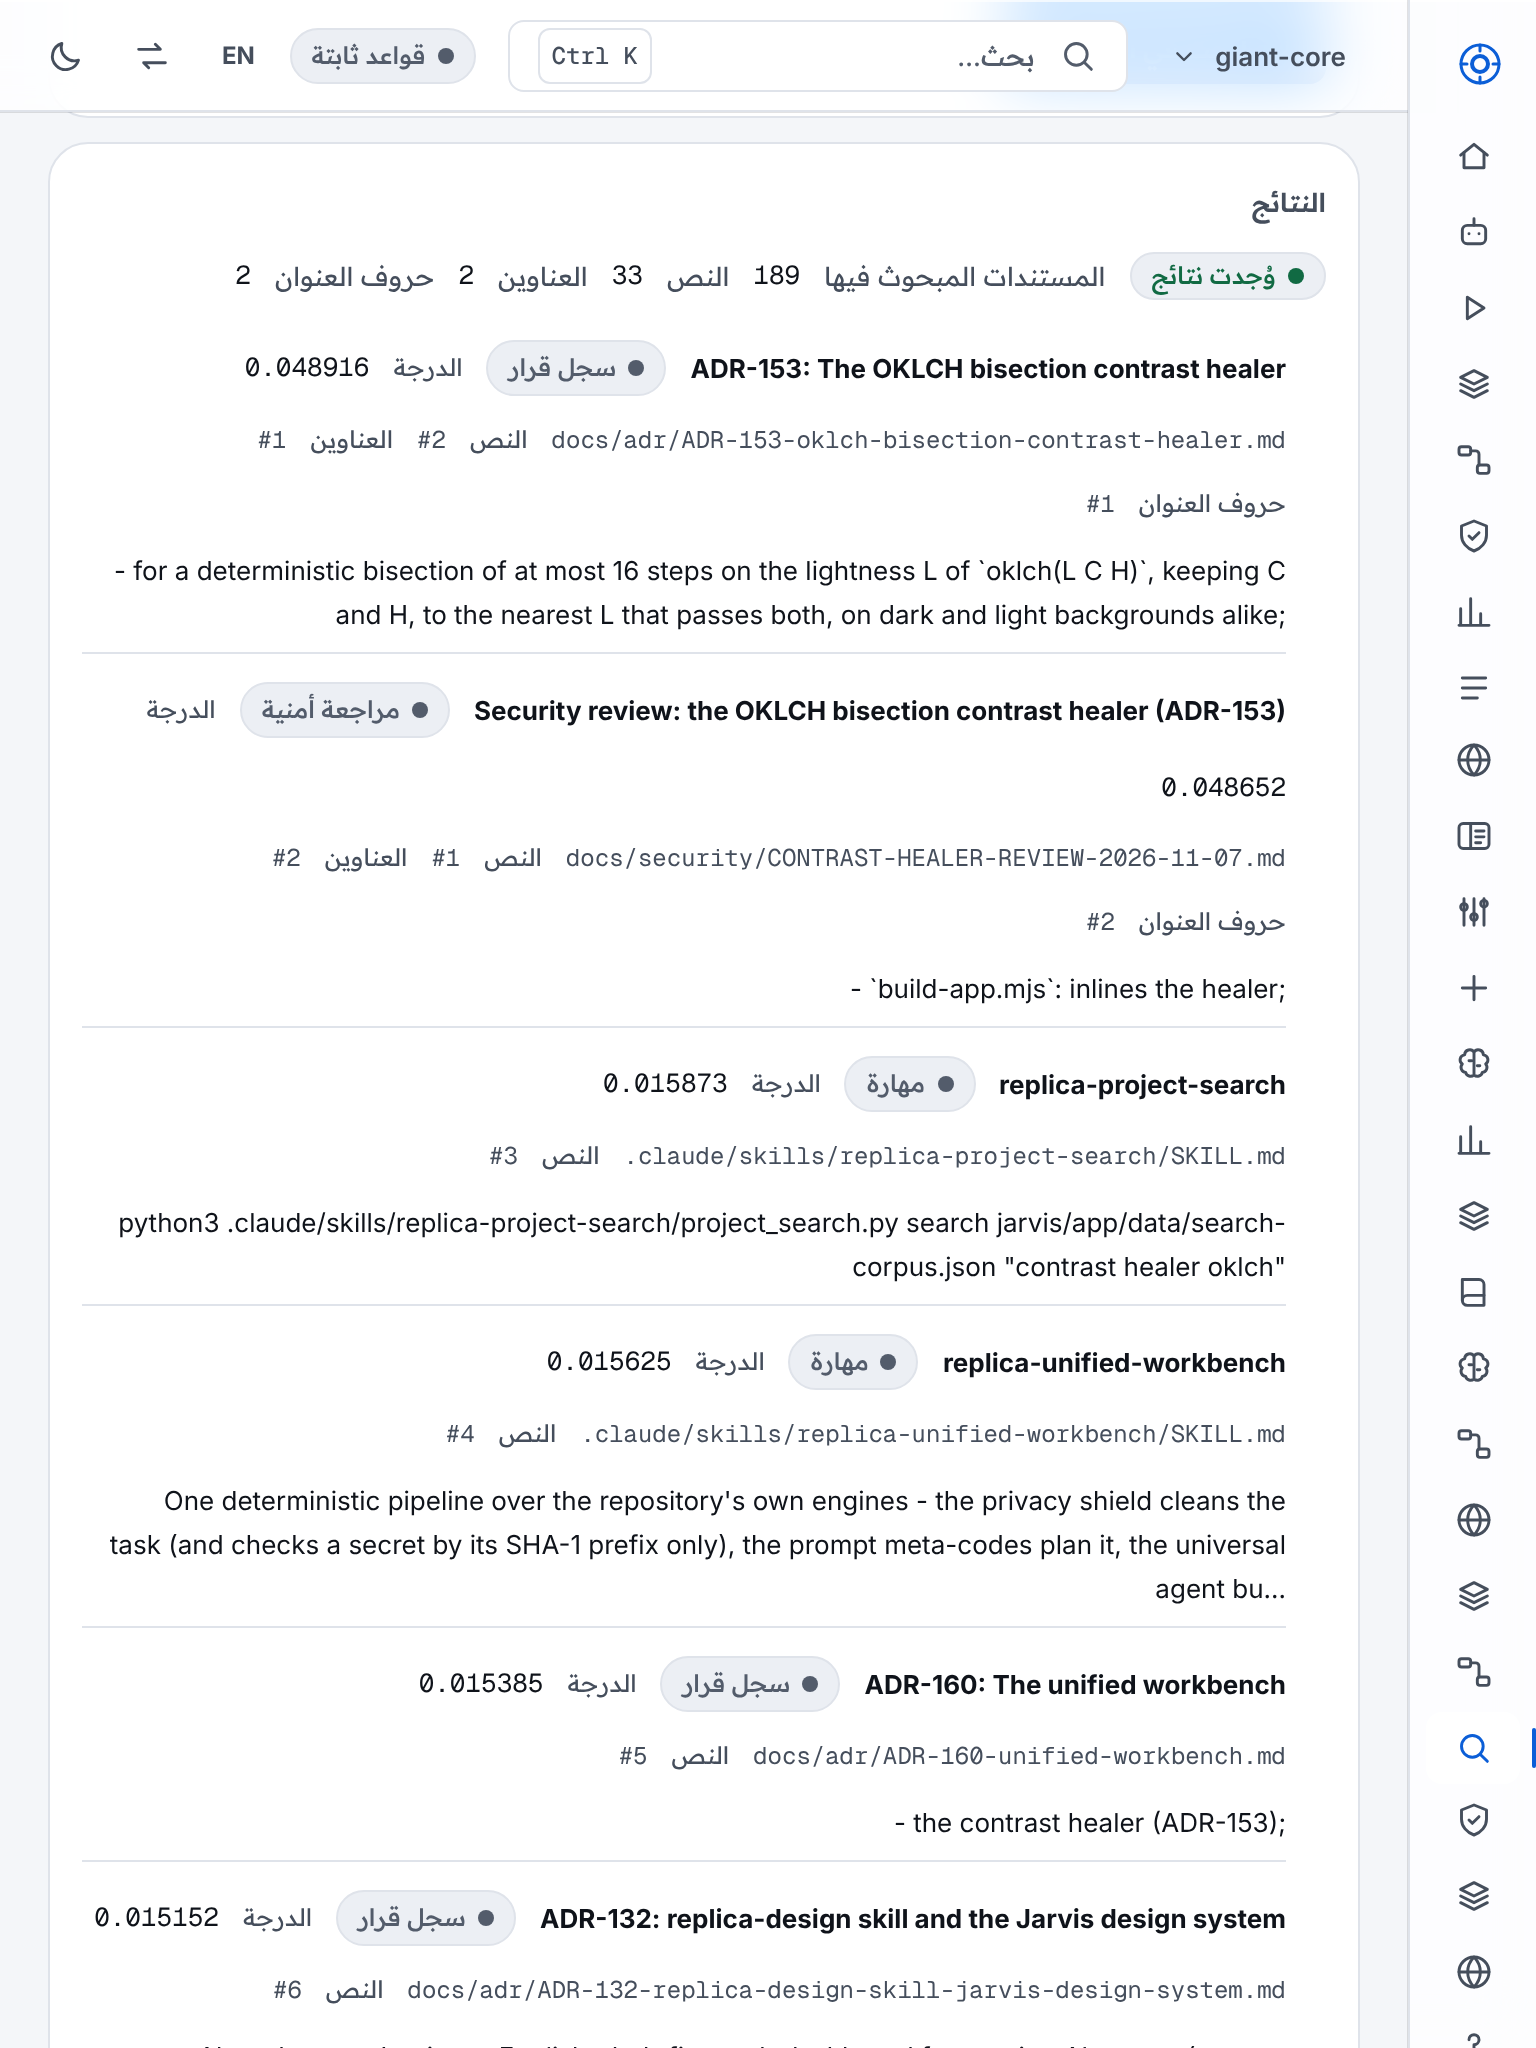 giant-core
بحث...
Ctrl K
قواعد ثابتة
EN
النتائج
وُجدت نتائج المستندات المبحوث فيها 189 النص 33 العناوين 2 حروف العنوان 2
ADR-153: The OKLCH bisection contrast healer سجل قرار الدرجة 0.048916
docs/adr/ADR-153-oklch-bisection-contrast-healer.md النص #2 العناوين #1
حروف العنوان #1
- for a deterministic bisection of at most 16 steps on the lightness L of `oklch(L C H)`, keeping C
and H, to the nearest L that passes both, on dark and light backgrounds alike;
Security review: the OKLCH bisection contrast healer (ADR-153) مراجعة أمنية الدرجة
0.048652
docs/security/CONTRAST-HEALER-REVIEW-2026-11-07.md النص #1 العناوين #2
حروف العنوان #2
- `build-app.mjs`: inlines the healer;
replica-project-search مهارة الدرجة 0.015873
.claude/skills/replica-project-search/SKILL.md النص #3
python3 .claude/skills/replica-project-search/project_search.py search jarvis/app/data/search-
corpus.json "contrast healer oklch"
replica-unified-workbench مهارة الدرجة 0.015625
.claude/skills/replica-unified-workbench/SKILL.md النص #4
One deterministic pipeline over the repository's own engines - the privacy shield cleans the
task (and checks a secret by its SHA-1 prefix only), the prompt meta-codes plan it, the universal
agent bu...
ADR-160: The unified workbench سجل قرار الدرجة 0.015385
docs/adr/ADR-160-unified-workbench.md النص #5
- the contrast healer (ADR-153);
ADR-132: replica-design skill and the Jarvis design system سجل قرار الدرجة 0.015152
docs/adr/ADR-132-replica-design-skill-jarvis-design-system.md النص #6